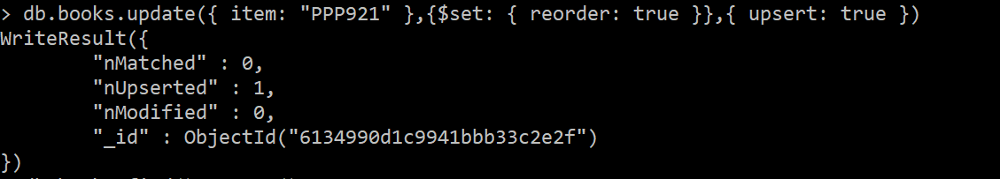 > db.books.update({ item: "PPP921" },{$set: { reorder: true }},{ upsert: true })
WriteResult({
        "nMatched" : 0,
        "nUpserted" : 1,
        "nModified" : 0,
        "_id" : ObjectId("6134990d1c9941bbb33c2e2f")
})